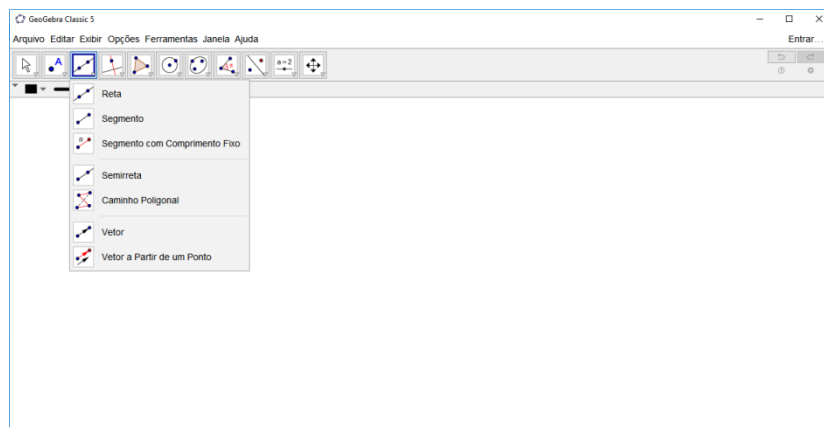 GeoGebra Classic 5
Arquivo Editar Exibir Opções Ferramentas Janela Ajuda
Entrar...
A
a=2
Reta
Segmento
a
Segmento com Comprimento Fixo
Semirreta
Caminho Poligonal
Vetor
Vetor a Partir de um Ponto